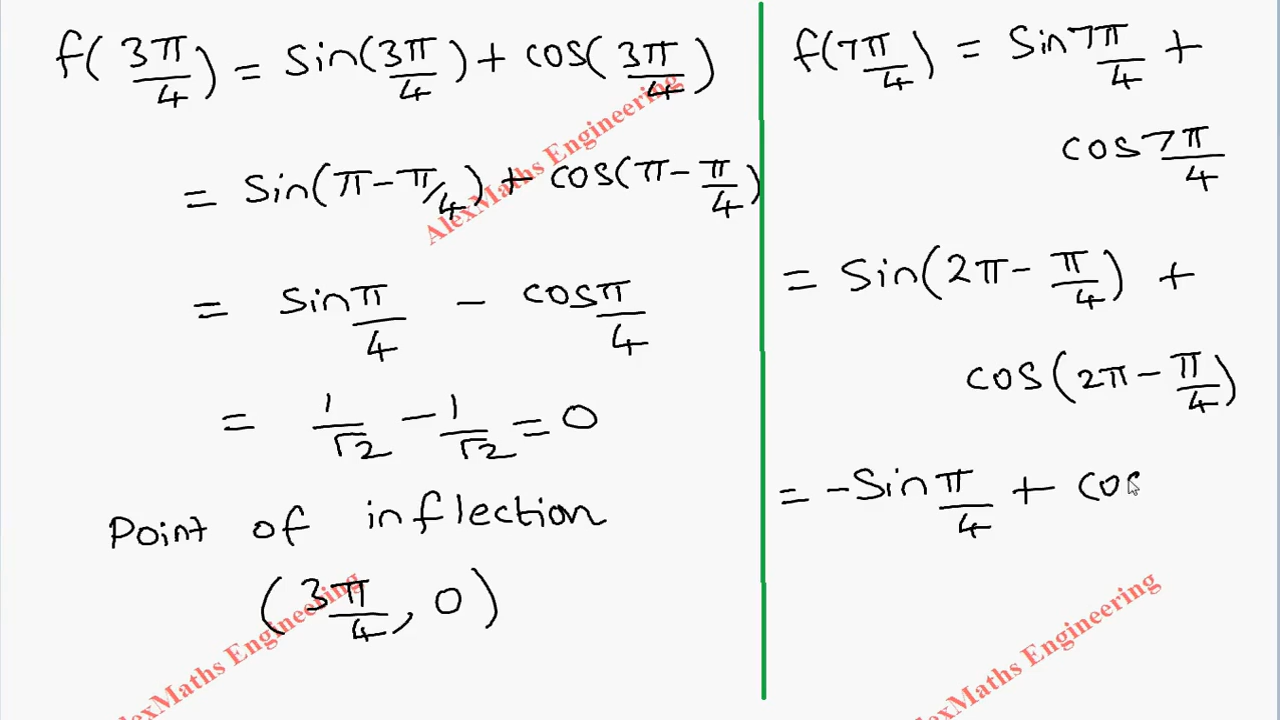 f(3π/4) = sin(3π/4) + cos(3π/4)
= sin(π-π/4) + cos(π-π/4)
= sinπ/4 - cosπ/4
= 1/√2 - 1/√2 = 0
Point of inflection
(3π/4, 0)
f(7π/4) = sin7π/4 +
cos7π/4
= sin(2π-π/4) +
cos(2π-π/4)
= -sinπ/4 + cos
AlexMaths Engineering
AlexMaths Engineering
AlexMaths Engineering